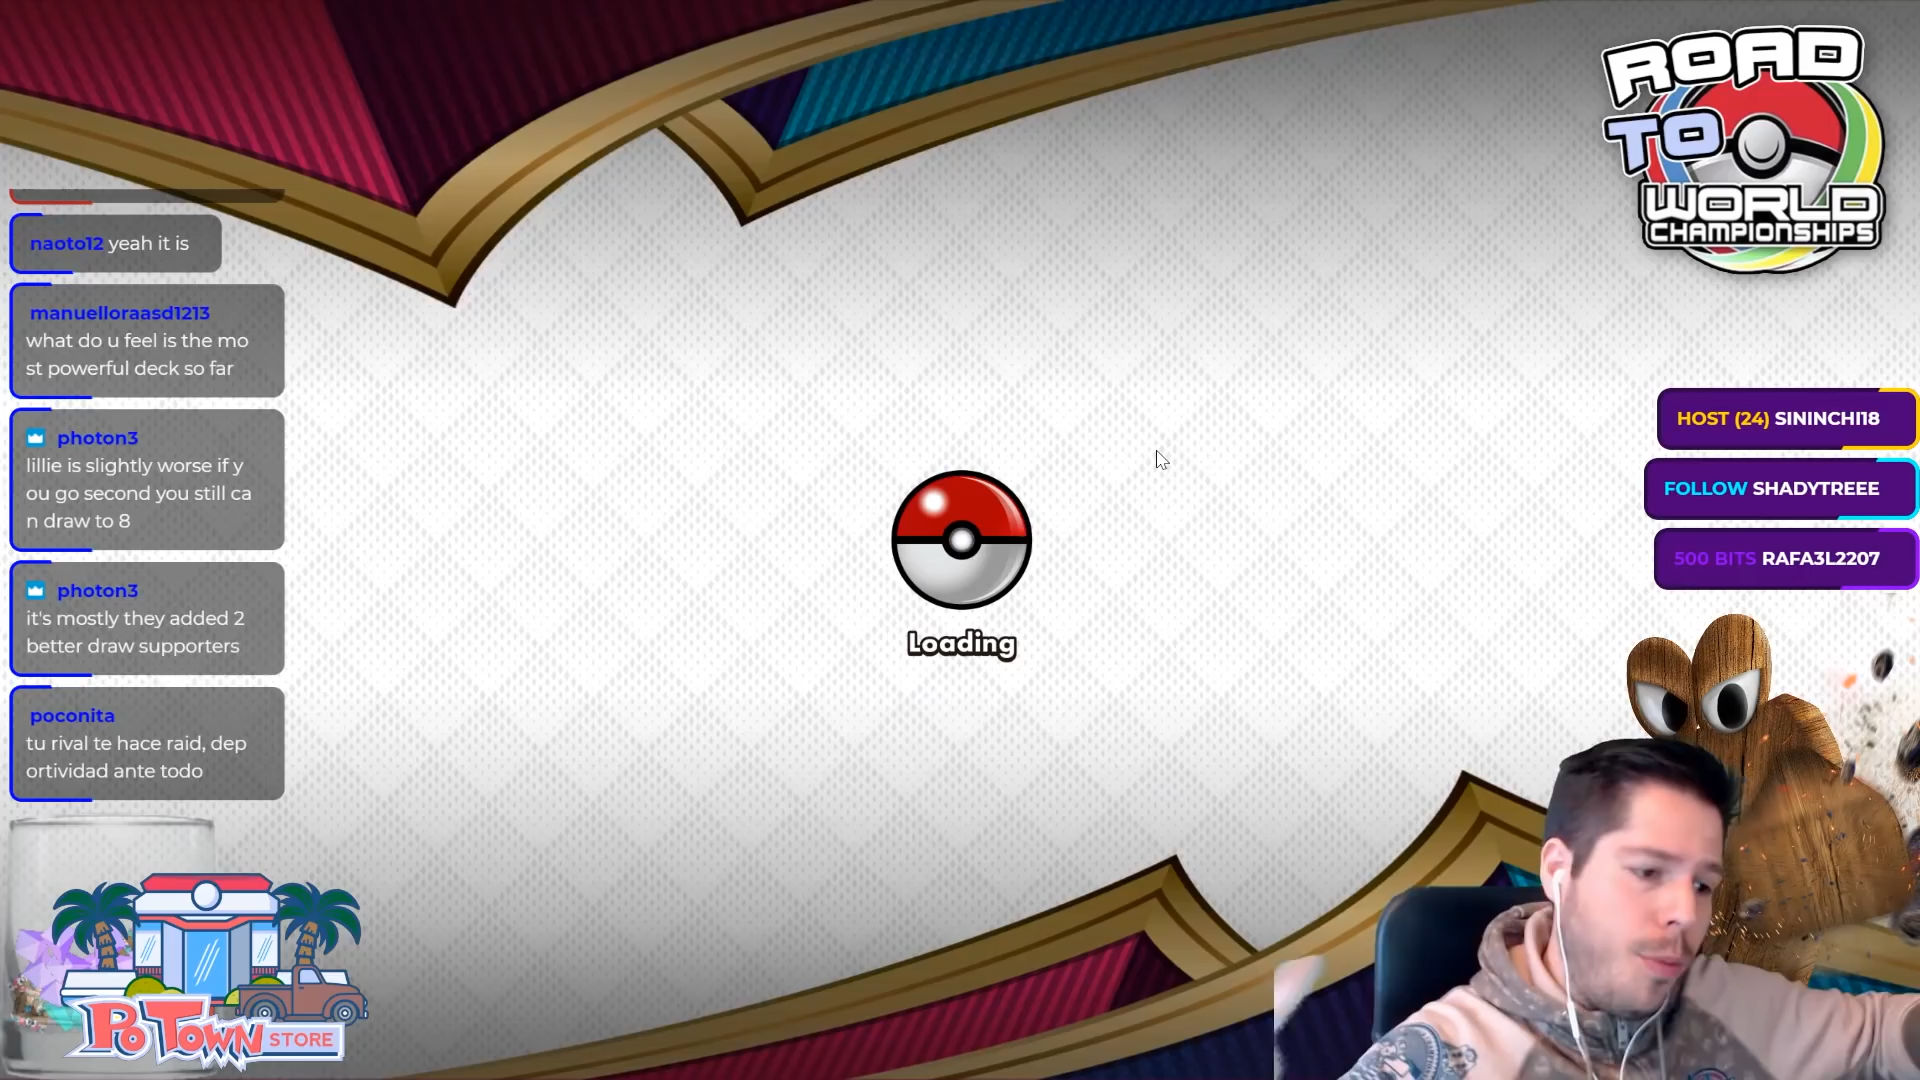 ROAD
TO
WORLD
CHAMPIONSHIPS
naoto12 yeah it is
manuelloraasd1213
what do u feel is the mo
st powerful deck so far
photon3
lillie is slightly worse if y
ou go second you still ca
n draw to 8
photon3
it's mostly they added 2
better draw supporters
poconita
tu rival te hace raid, dep
ortividad ante todo
HOST (24) SININCHI18
FOLLOW SHADYTREEE
500 BITS RAFA3L2207
Loading
POTOWN
STORE